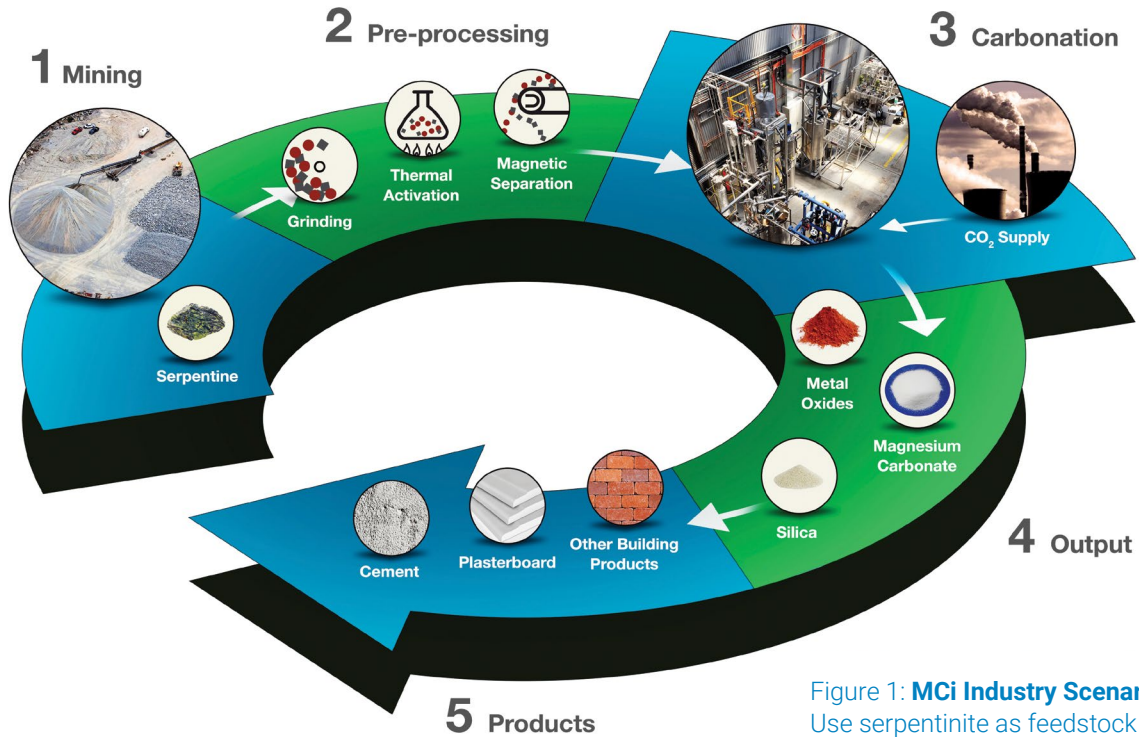 1 Mining
2 Pre-processing
3 Carbonation
Grinding
Thermal
Activation
Magnetic
Separation
CO₂ Supply
Serpentine
Metal
Oxides
Magnesium
Carbonate
Silica
4 Output
Other Building
Products
Plasterboard
Cement
5 Products
Figure 1: MCi Industry Scenar
Use serpentinite as feedstock